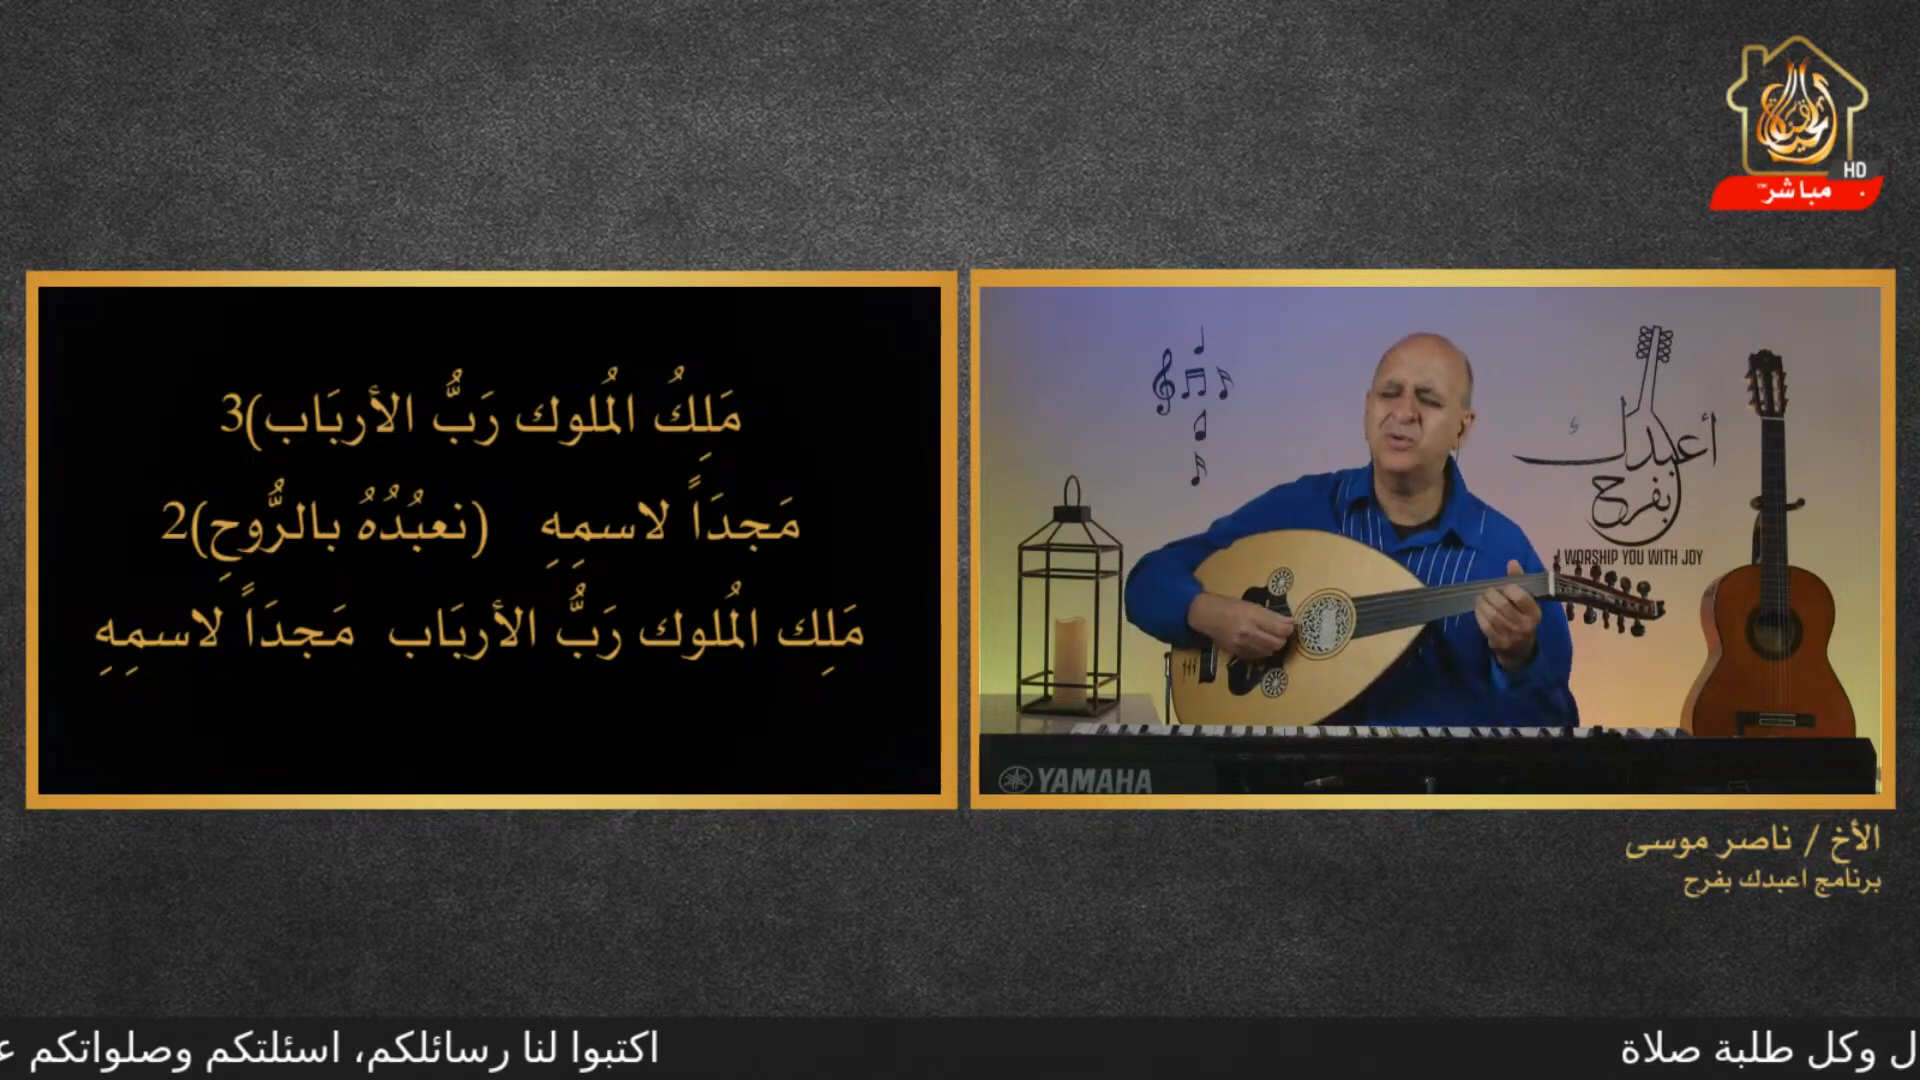 الحياة
HD
مباشر
مَلِكُ المُلوك رَبُّ الأربَاب)3
مَجدَاً لاسمِهِ (نعبُدُهُ بالرُّوحِ)2
مَلِك المُلوك رَبُّ الأربَاب مَجدَاً لاسمِهِ
أعبدك
بفرح
I WORSHIP YOU WITH JOY
YAMAHA
الأخ / ناصر موسى
برنامج اعبدك بفرح
ل وكل طلبة صلاة
اكتبوا لنا رسائلكم، اسئلتكم وصلواتكم ع